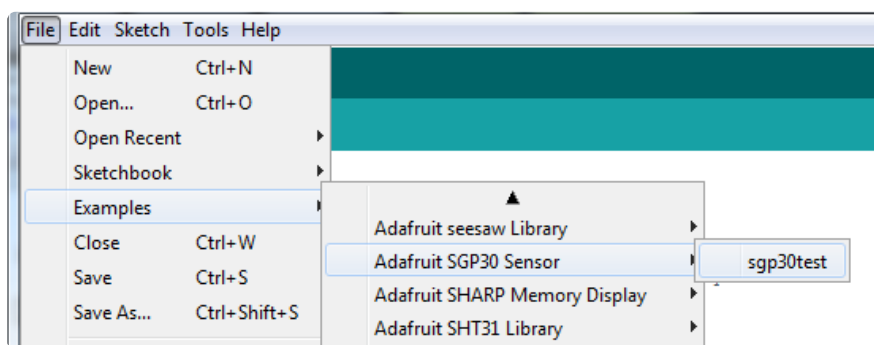 File Edit Sketch Tools Help
New Ctrl+N
Open... Ctrl+O
Open Recent
Sketchbook
Examples
Close Ctrl+W
Save Ctrl+S
Save As... Ctrl+Shift+S
Adafruit seesaw Library
Adafruit SGP30 Sensor
Adafruit SHARP Memory Display
Adafruit SHT31 Library
sgp30test